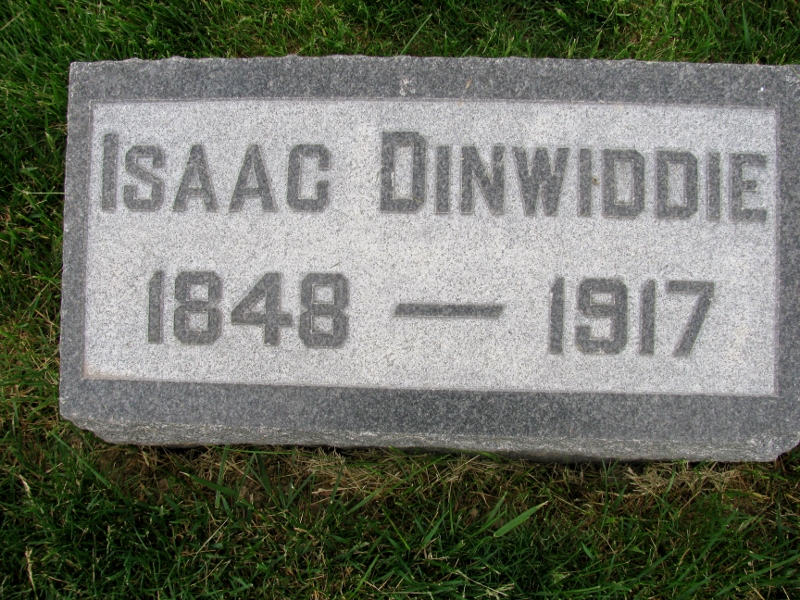 ISAAC DINWIDDIE
1848 — 1917